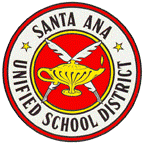 SANTA ANA
UNIFIED SCHOOL DISTRICT